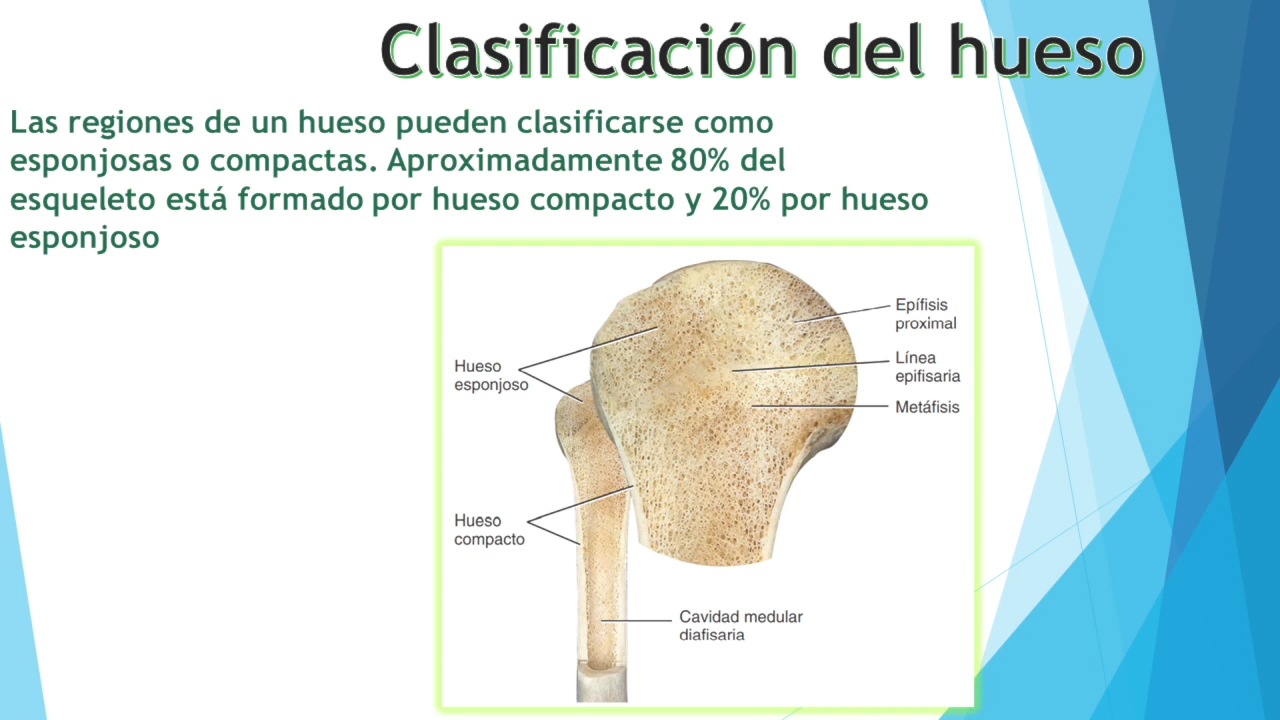 Clasificación del hueso
Las regiones de un hueso pueden clasificarse como
esponjosas o compactas. Aproximadamente 80% del
esqueleto está formado por hueso compacto y 20% por hueso
esponjoso
Epífisis
proximal
Línea
epifisaria
Metáfisis
Hueso
esponjoso
Hueso
compacto
Cavidad medular
diafisaria